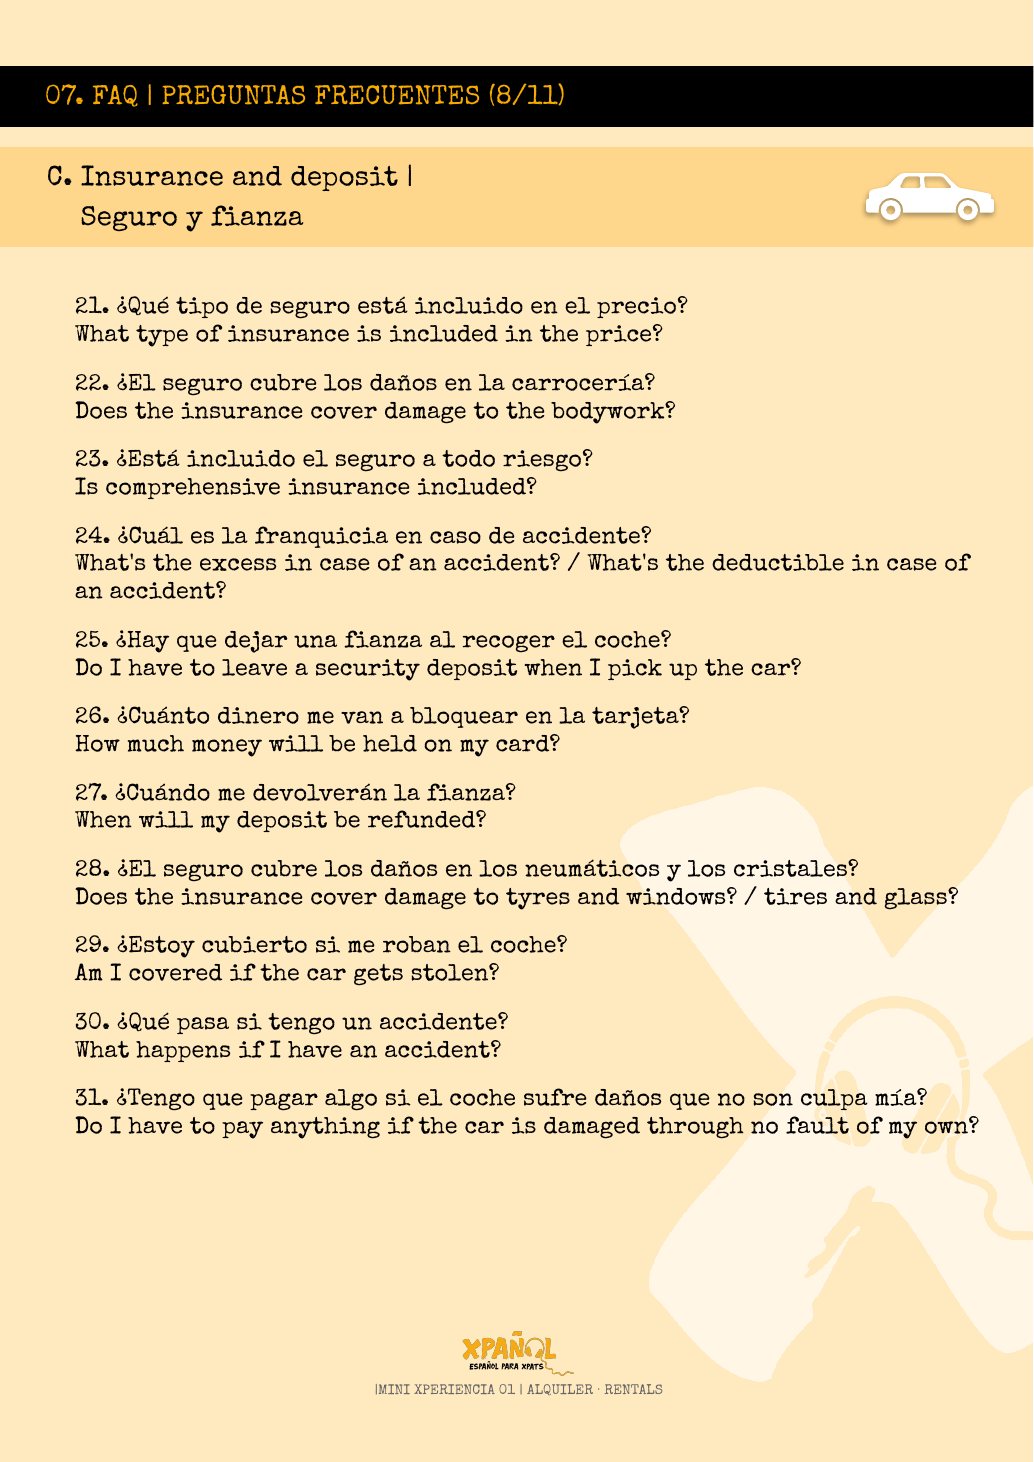 07. FAQ | PREGUNTAS FRECUENTES (8/11)
C. Insurance and deposit |
Seguro y fianza
21. ¿Qué tipo de seguro está incluido en el precio?
What type of insurance is included in the price?
22. ¿El seguro cubre los daños en la carrocería?
Does the insurance cover damage to the bodywork?
23. ¿Está incluido el seguro a todo riesgo?
Is comprehensive insurance included?
24. ¿Cuál es la franquicia en caso de accidente?
What's the excess in case of an accident? / What's the deductible in case of
an accident?
25. ¿Hay que dejar una fianza al recoger el coche?
Do I have to leave a security deposit when I pick up the car?
26. ¿Cuánto dinero me van a bloquear en la tarjeta?
How much money will be held on my card?
27. ¿Cuándo me devolverán la fianza?
When will my deposit be refunded?
28. ¿El seguro cubre los daños en los neumáticos y los cristales?
Does the insurance cover damage to tyres and windows? / tires and glass?
29. ¿Estoy cubierto si me roban el coche?
Am I covered if the car gets stolen?
30. ¿Qué pasa si tengo un accidente?
What happens if I have an accident?
31. ¿Tengo que pagar algo si el coche sufre daños que no son culpa mía?
Do I have to pay anything if the car is damaged through no fault of my own?
XPAÑOL
ESPAÑOL PARA XPATS
|MINI XPERIENCIA 01 | ALQUILER · RENTALS